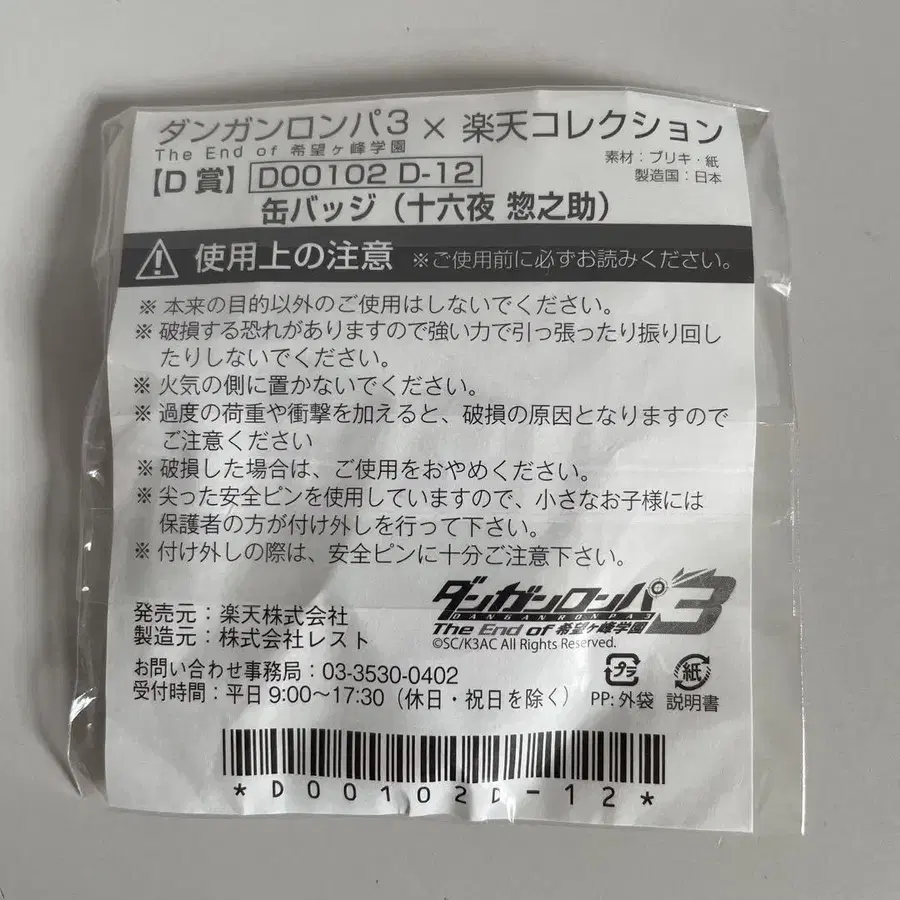 ダンガンロンパ3 × 楽天コレクション
The End of 希望ヶ峰学園
素材：ブリキ・紙
製造国：日本
【D 賞】 D00102 D-12
缶バッジ（十六夜 惣之助）
使用上の注意 ※ご使用前に必ずお読みください。
※ 本来の目的以外のご使用はしないでください。
※ 破損する恐れがありますので強い力で引っ張ったり振り回し
たりしないでください。
※ 火気の側に置かないでください。
※ 過度の荷重や衝撃を加えると、破損の原因となりますので
ご注意ください
※ 破損した場合は、ご使用をおやめください。
※ 尖った安全ピンを使用していますので、小さなお子様には
保護者の方が付け外しを行って下さい。
※ 付け外しの際は、安全ピンに十分ご注意下さい。
ダンガンロンパ3
DANGANRONPA3
The End of 希望ヶ峰学園
©SC/K3AC All Rights Reserved.
発売元：楽天株式会社
製造元：株式会社レスト
お問い合わせ事務局：03-3530-0402
受付時間：平日 9:00～17:30（休日・祝日を除く）
プラ 紙
PP: 外袋 説明書
*D00102D-12*